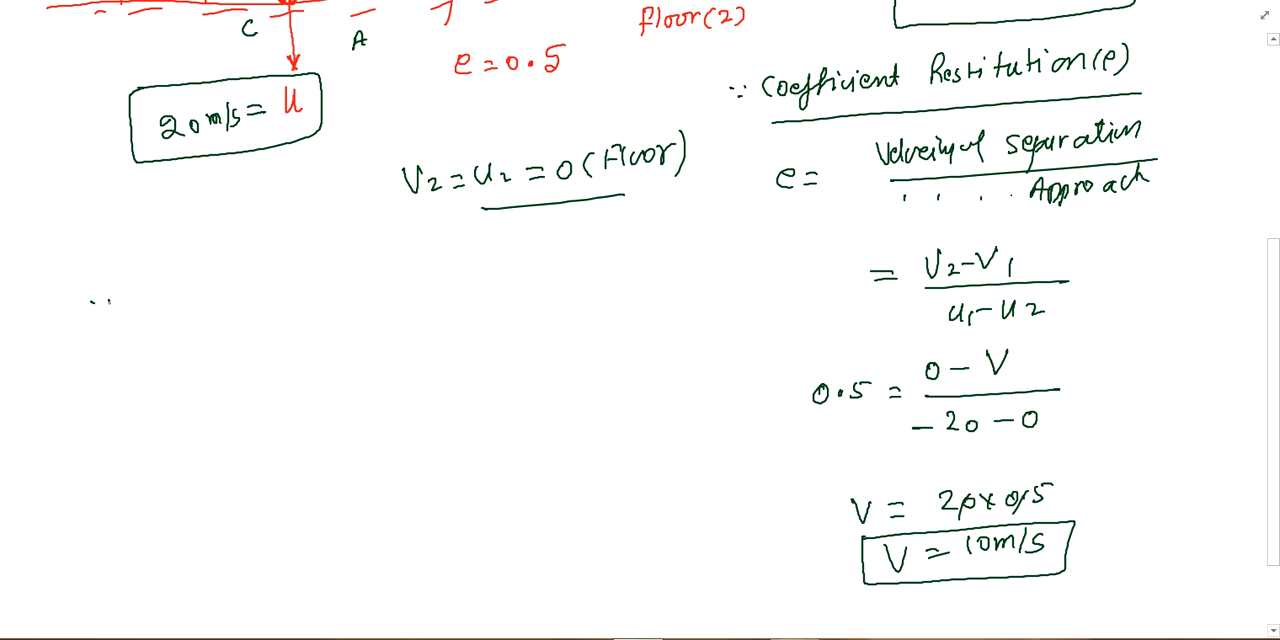 C
A
floor(2)
e = 0.5
20 m/s = u
V2 = u2 = 0 (Floor)
∵ Coefficient Restitution(e)
e = Velocity of separation
. . . . Approach
= V2 - V1
u1 - u2
0.5 = 0 - V
- 20 - 0
V = 20 x 0.5
V = 10m/s